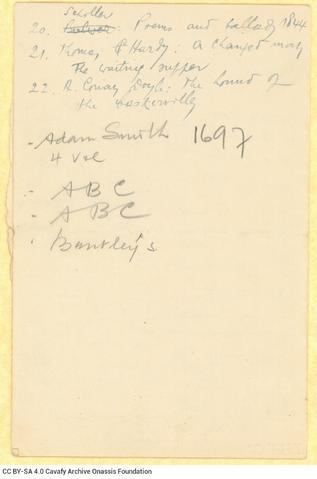 Schiller
20. Bulwer: Poems and ballads 1844
21. Thomas Hardy: A Changed man
The waiting supper
22. A. Conan Doyle: The hound of
the baskervilles
- Adam Smith 1697
4 vol
- ABC
- ABC
- Bentley's
CC BY-SA 4.0 Cavafy Archive Onassis Foundation